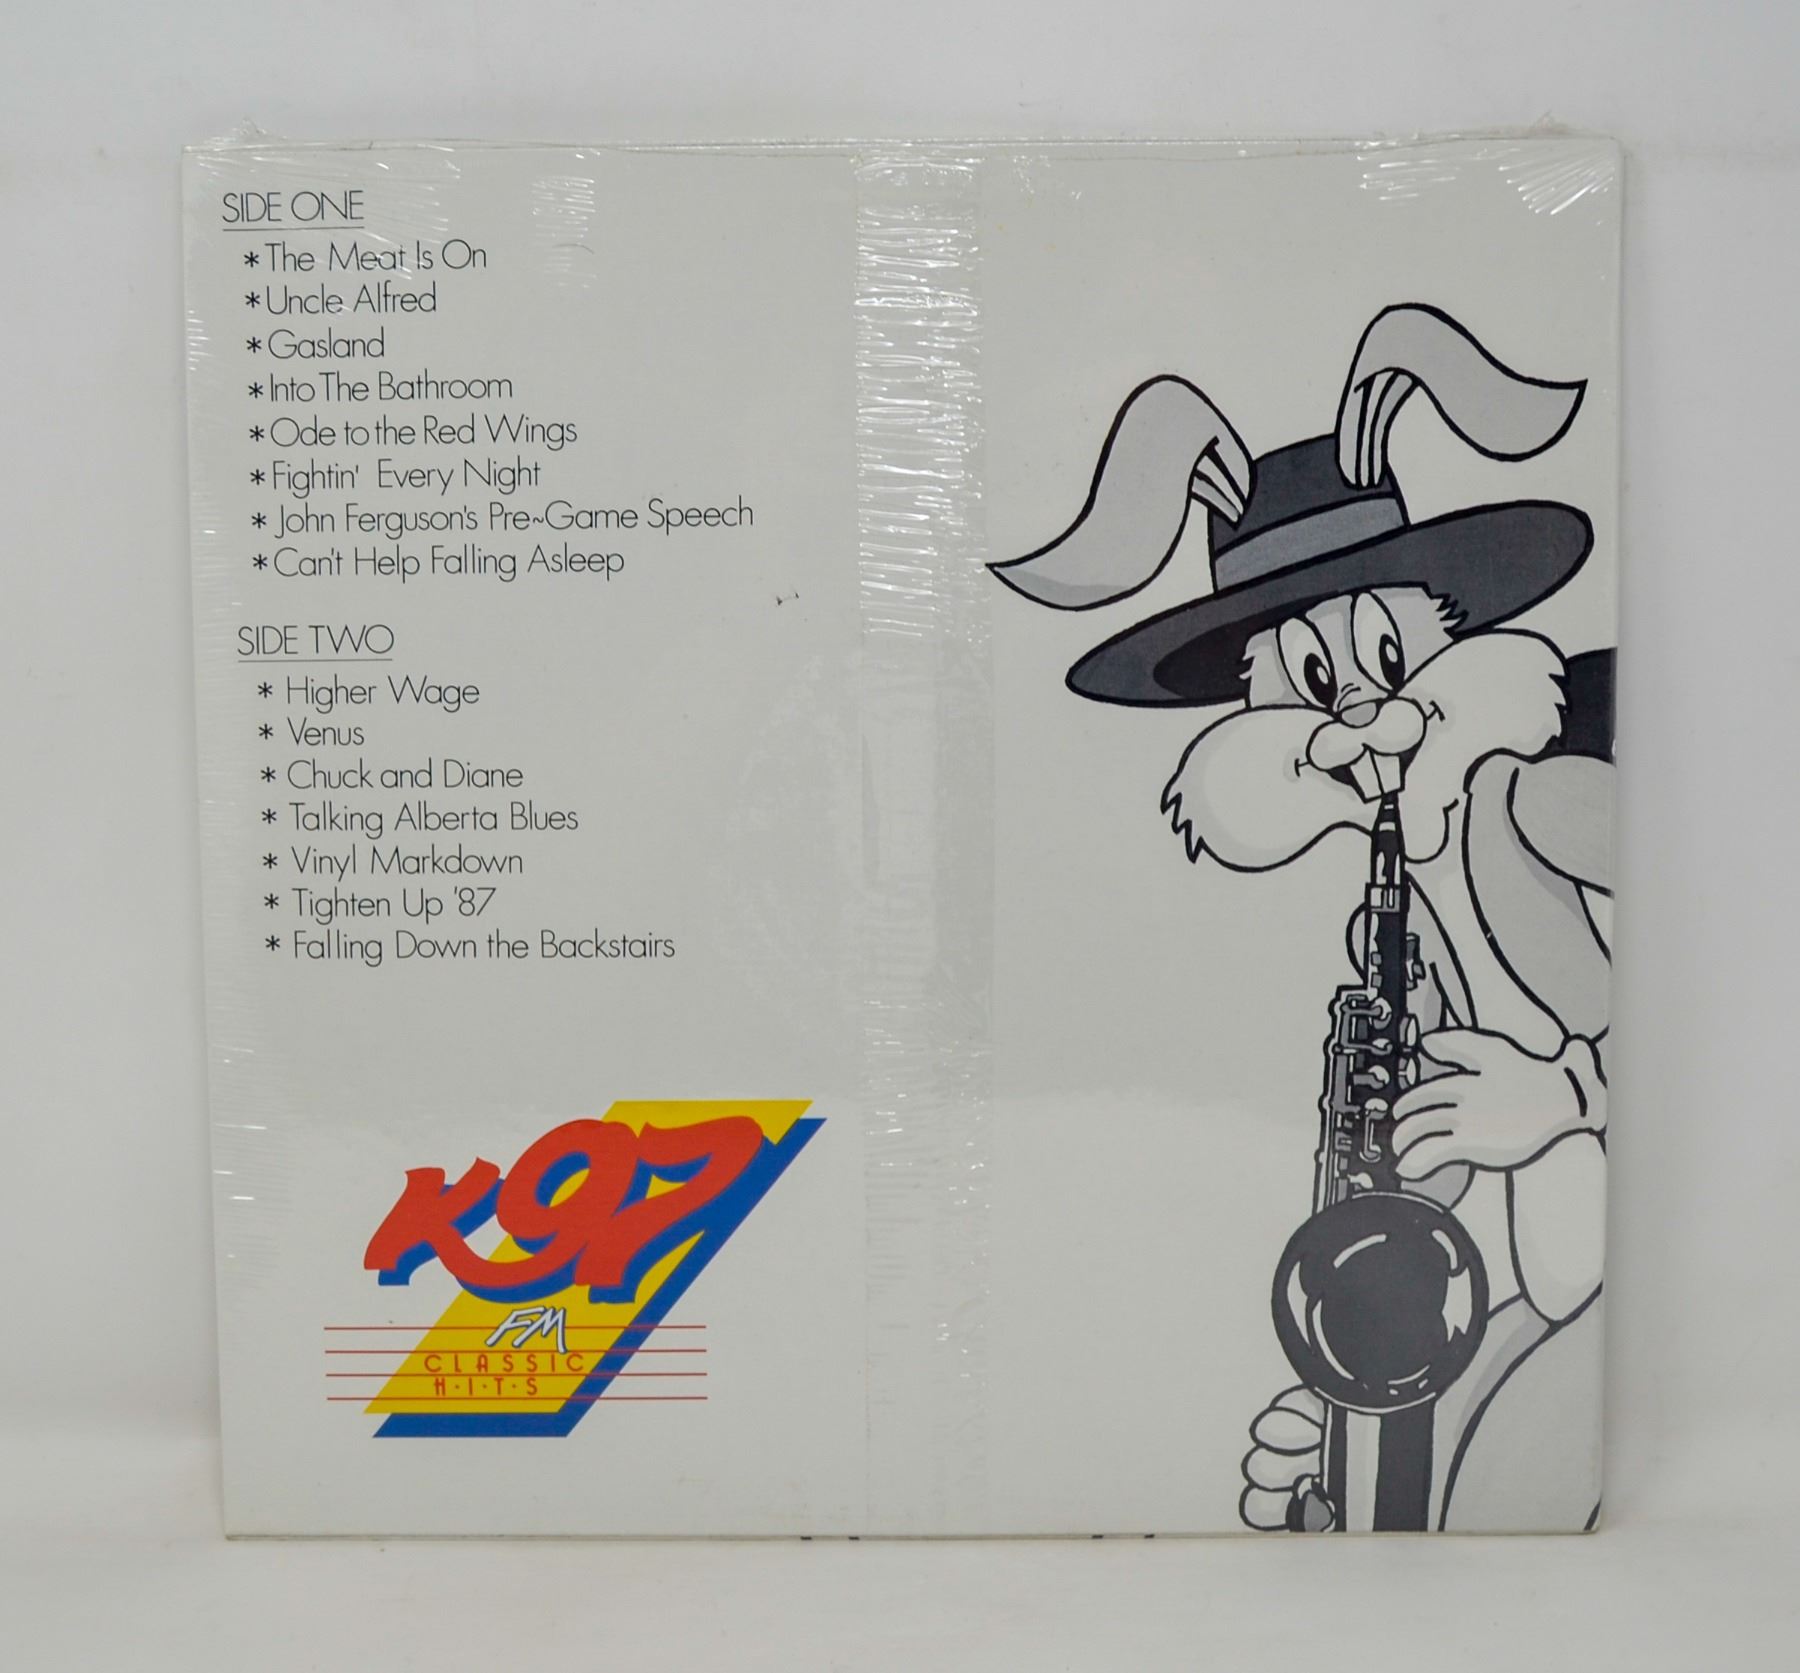 SIDE ONE
* The Meat Is On
* Uncle Alfred
* Gasland
* Into The Bathroom
* Ode to the Red Wings
* Fightin' Every Night
* John Ferguson's Pre~Game Speech
* Can't Help Falling Asleep
SIDE TWO
* Higher Wage
* Venus
* Chuck and Diane
* Talking Alberta Blues
* Vinyl Markdown
* Tighten Up '87
* Falling Down the Backstairs
K97
FM
CLASSIC
H·I·T·S